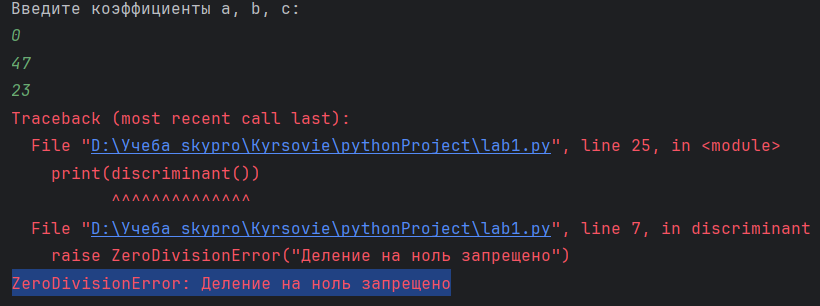 Введите коэффициенты a, b, c:
0
47
23
Traceback (most recent call last):
  File "D:\Учеба skypro\Kyrsovie\pythonProject\lab1.py", line 25, in <module>
    print(discriminant())
          ^^^^^^^^^^^^^^
  File "D:\Учеба skypro\Kyrsovie\pythonProject\lab1.py", line 7, in discriminant
    raise ZeroDivisionError("Деление на ноль запрещено")
ZeroDivisionError: Деление на ноль запрещено